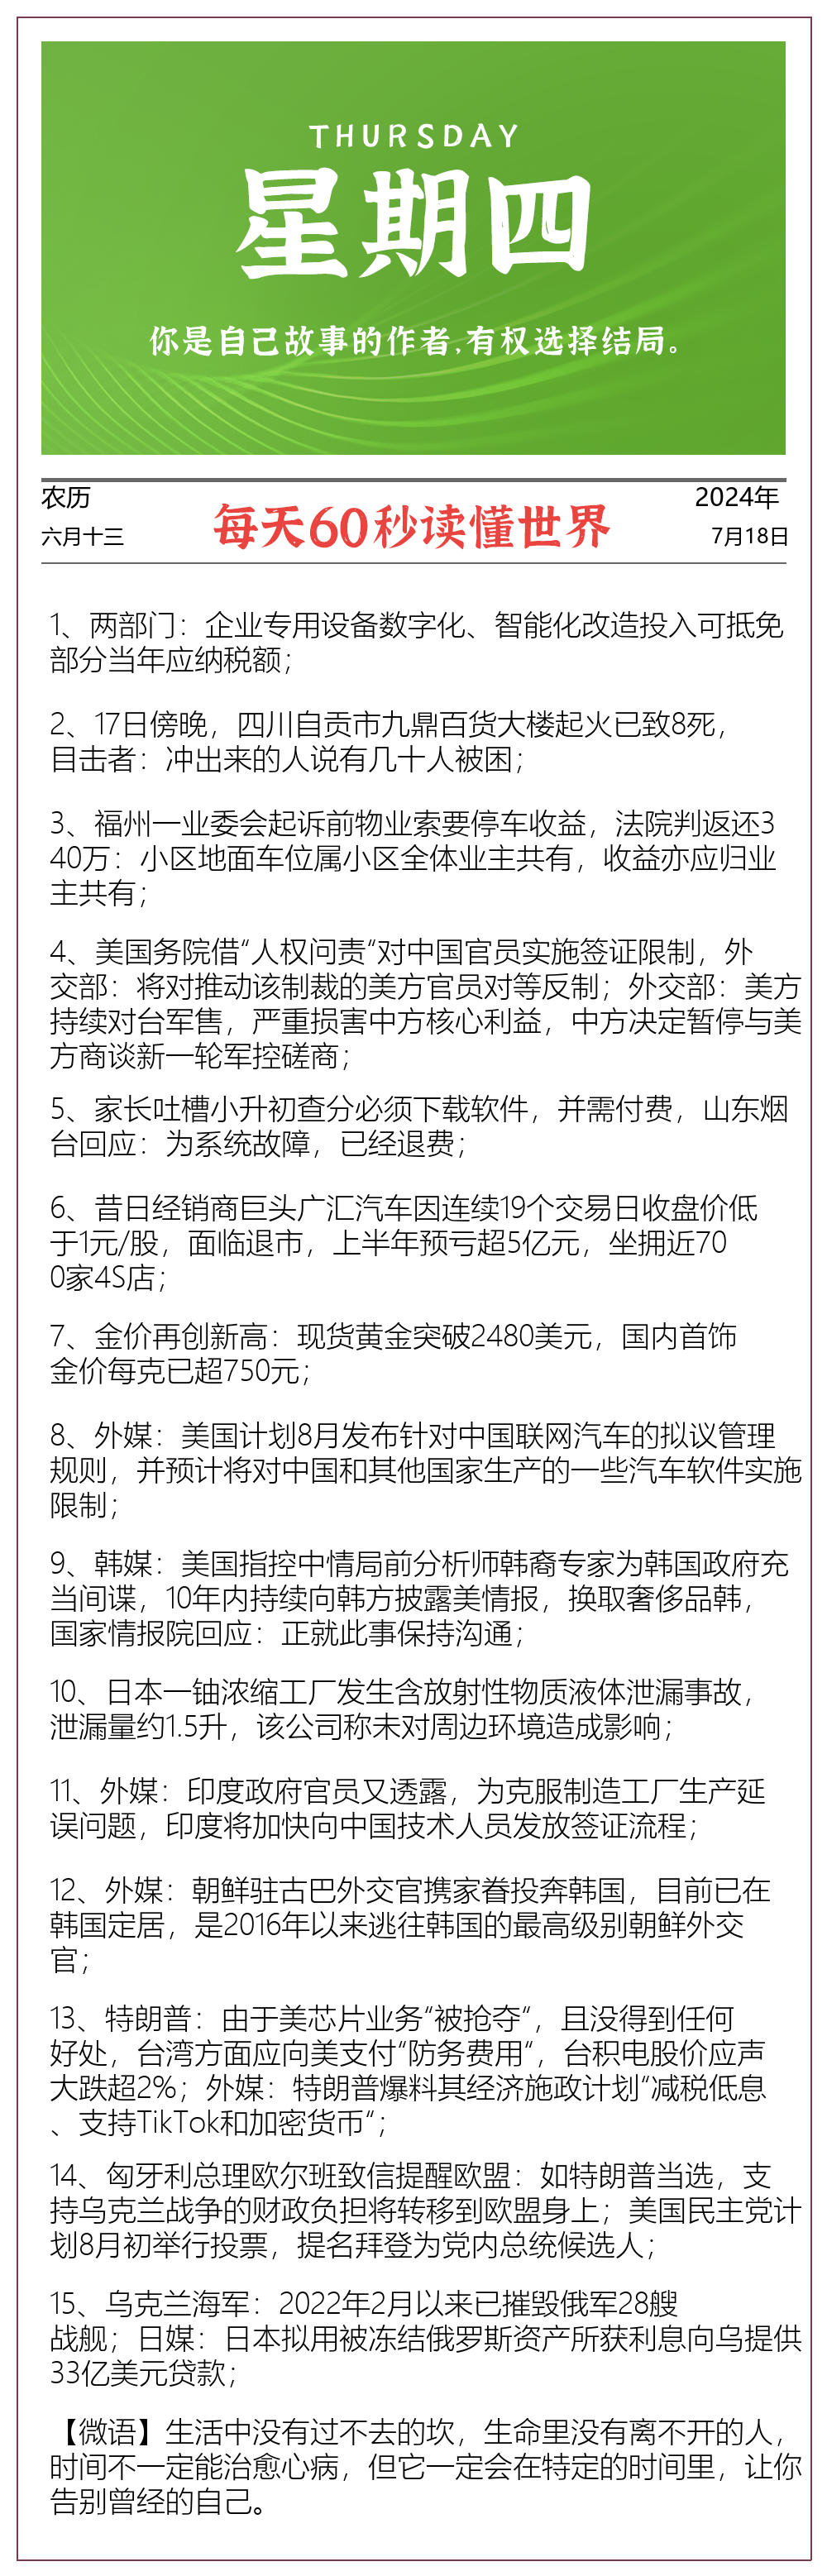 THURSDAY
星期四
你是自己故事的作者,有权选择结局。
农历
六月十三
每天60秒读懂世界
2024年
7月18日
1、两部门：企业专用设备数字化、智能化改造投入可抵免
部分当年应纳税额；
2、17日傍晚，四川自贡市九鼎百货大楼起火已致8死，
目击者：冲出来的人说有几十人被困；
3、福州一业委会起诉前物业索要停车收益，法院判返还3
40万：小区地面车位属小区全体业主共有，收益亦应归业
主共有；
4、美国务院借“人权问责“对中国官员实施签证限制，外
交部：将对推动该制裁的美方官员对等反制；外交部：美方
持续对台军售，严重损害中方核心利益，中方决定暂停与美
方商谈新一轮军控磋商；
5、家长吐槽小升初查分必须下载软件，并需付费，山东烟
台回应：为系统故障，已经退费；
6、昔日经销商巨头广汇汽车因连续19个交易日收盘价低
于1元/股，面临退市，上半年预亏超5亿元，坐拥近70
0家4S店；
7、金价再创新高：现货黄金突破2480美元，国内首饰
金价每克已超750元；
8、外媒：美国计划8月发布针对中国联网汽车的拟议管理
规则，并预计将对中国和其他国家生产的一些汽车软件实施
限制；
9、韩媒：美国指控中情局前分析师韩裔专家为韩国政府充
当间谍，10年内持续向韩方披露美情报，换取奢侈品韩，
国家情报院回应：正就此事保持沟通；
10、日本一铀浓缩工厂发生含放射性物质液体泄漏事故，
泄漏量约1.5升，该公司称未对周边环境造成影响；
11、外媒：印度政府官员又透露，为克服制造工厂生产延
误问题，印度将加快向中国技术人员发放签证流程；
12、外媒：朝鲜驻古巴外交官携家眷投奔韩国，目前已在
韩国定居，是2016年以来逃往韩国的最高级别朝鲜外交
官；
13、特朗普：由于美芯片业务“被抢夺“，且没得到任何
好处，台湾方面应向美支付“防务费用“，台积电股价应声
大跌超2%；外媒：特朗普爆料其经济施政计划“减税低息
、支持TikTok和加密货币“；
14、匈牙利总理欧尔班致信提醒欧盟：如特朗普当选，支
持乌克兰战争的财政负担将转移到欧盟身上；美国民主党计
划8月初举行投票，提名拜登为党内总统候选人；
15、乌克兰海军：2022年2月以来已摧毁俄军28艘
战舰；日媒：日本拟用被冻结俄罗斯资产所获利息向乌提供
33亿美元贷款；
【微语】生活中没有过不去的坎，生命里没有离不开的人，
时间不一定能治愈心病，但它一定会在特定的时间里，让你
告别曾经的自己。